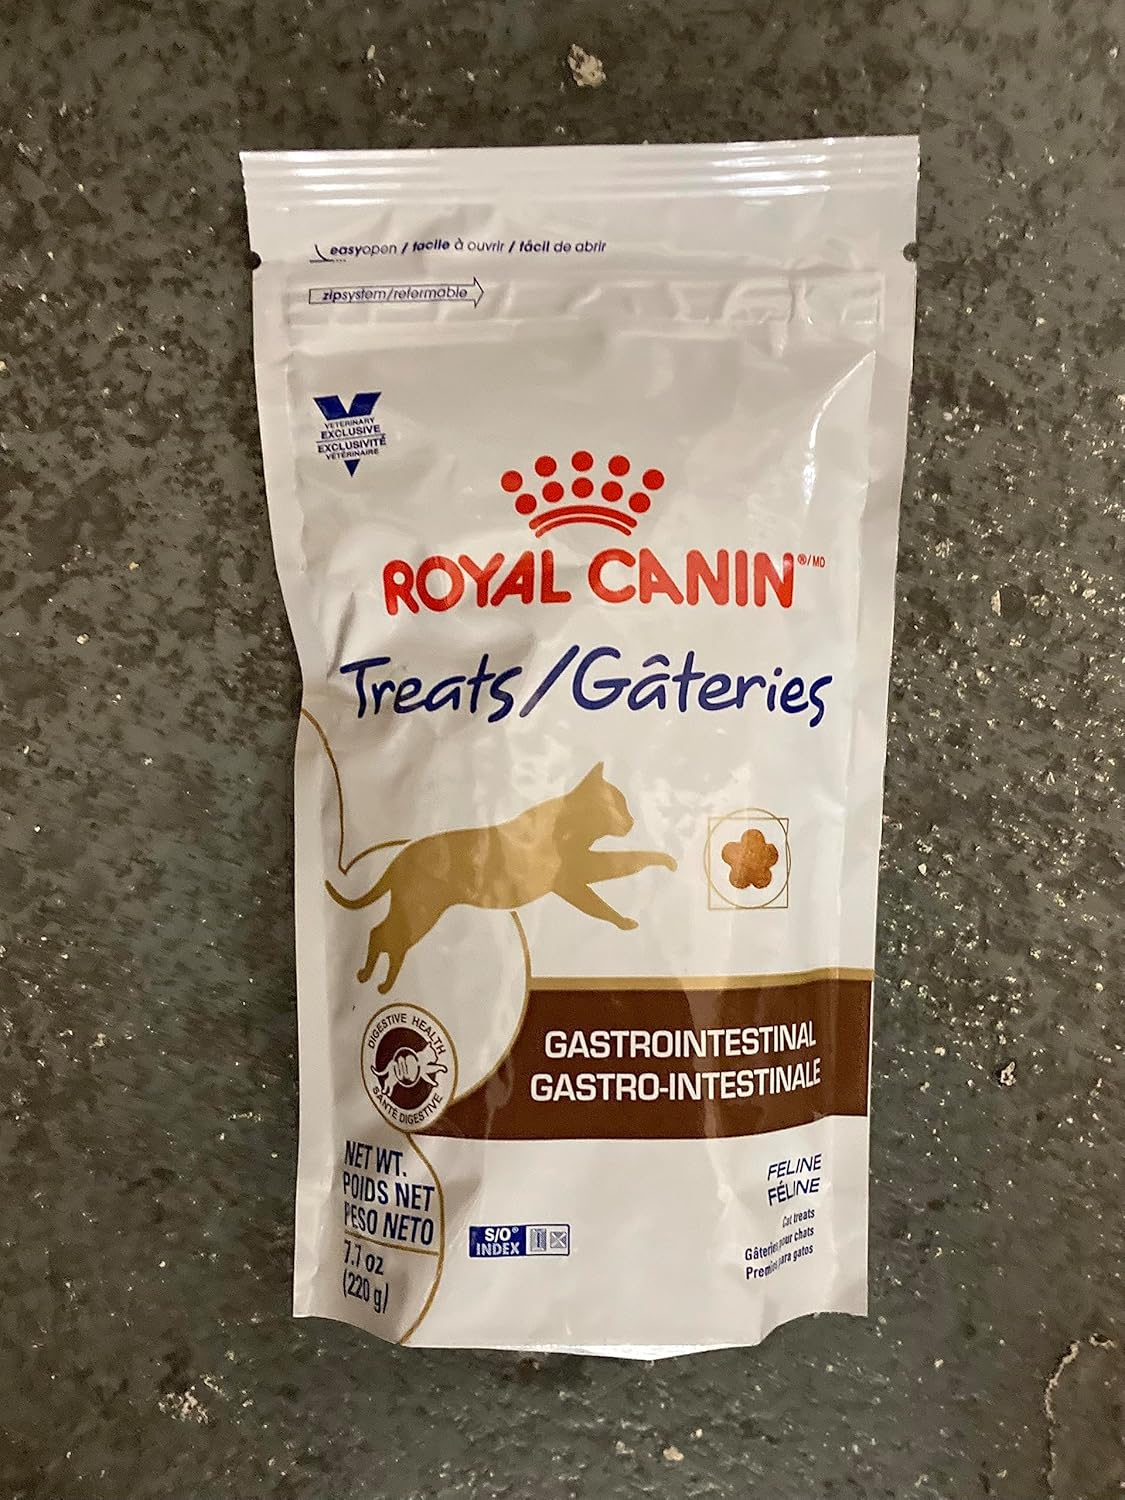 easyopen / facile à ouvrir / fácil de abrir
zipsystem/refermable
VETERINARY
EXCLUSIVE
EXCLUSIVITÉ
VÉTÉRINAIRE
ROYAL CANIN®/MD
Treats/Gâteries
DIGESTIVE HEALTH
SANTÉ DIGESTIVE
GASTROINTESTINAL
GASTRO-INTESTINALE
NET WT.
POIDS NET
PESO NETO
7.7 oz
(220 g)
S/O®
INDEX
FELINE
FÉLINE
Cat treats
Gâteries pour chats
Premios para gatos